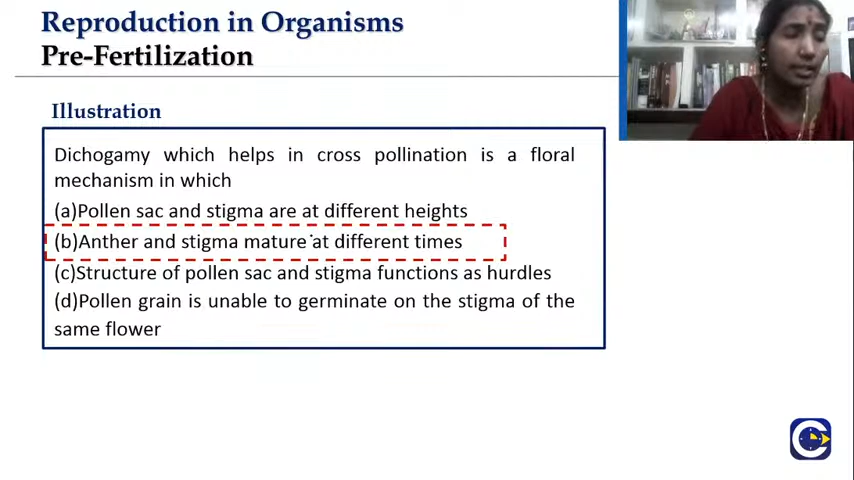 Reproduction in Organisms
Pre-Fertilization
Illustration
Dichogamy which helps in cross pollination is a floral
mechanism in which
(a)Pollen sac and stigma are at different heights
(b)Anther and stigma mature at different times
(c)Structure of pollen sac and stigma functions as hurdles
(d)Pollen grain is unable to germinate on the stigma of the
same flower